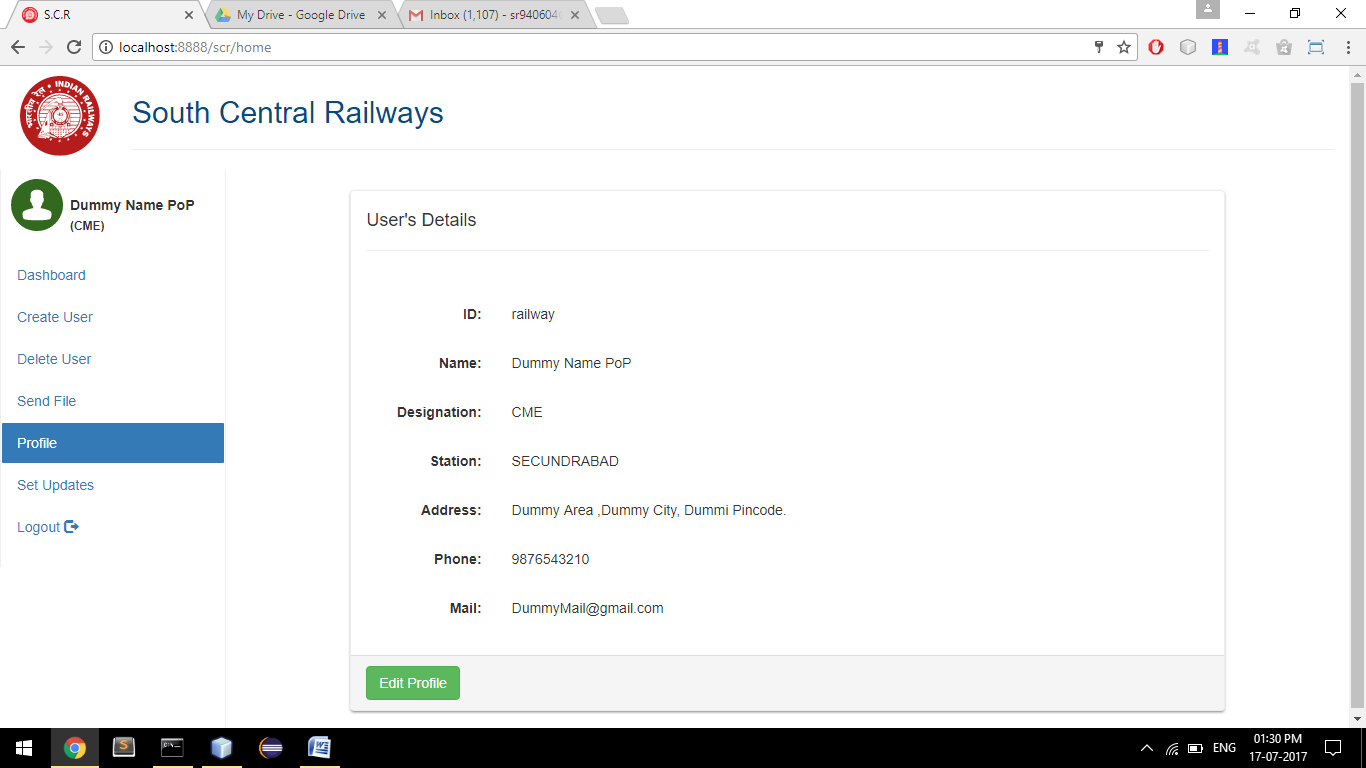 S.C.R
My Drive - Google Drive
Inbox (1,107) - sr940604
localhost:8888/scr/home
INDIAN RAILWAYS
भारतीय रेल
South Central Railways
Dummy Name PoP
(CME)
Dashboard
Create User
Delete User
Send File
Profile
Set Updates
Logout
User's Details
ID: railway
Name: Dummy Name PoP
Designation: CME
Station: SECUNDRABAD
Address: Dummy Area ,Dummy City, Dummi Pincode.
Phone: 9876543210
Mail: DummyMail@gmail.com
Edit Profile
ENG
01:30 PM
17-07-2017